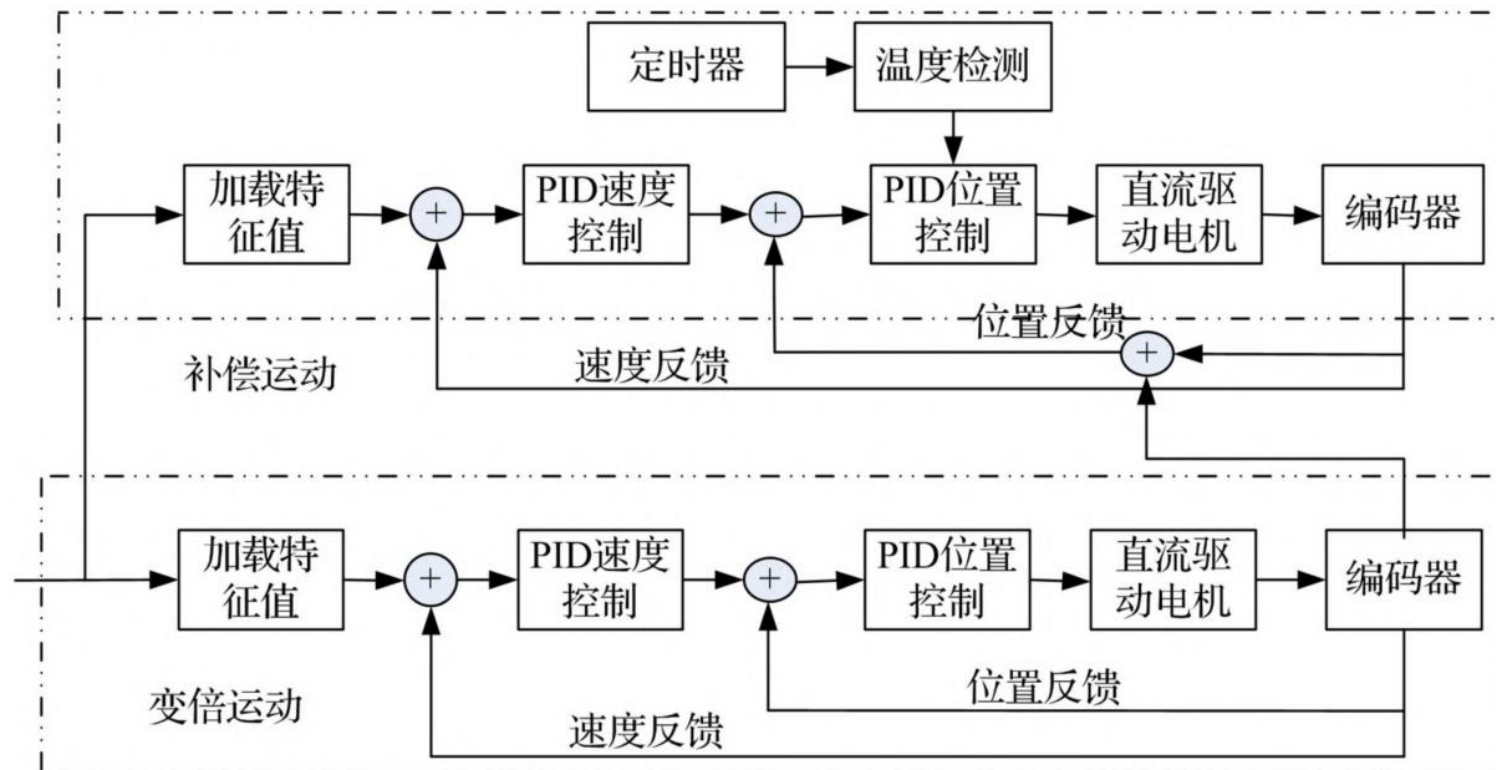 定时器
温度检测
加载特
征值
+
PID速度
控制
+
PID位置
控制
直流驱
动电机
编码器
位置反馈
+
速度反馈
补偿运动
加载特
征值
+
PID速度
控制
+
PID位置
控制
直流驱
动电机
编码器
位置反馈
变倍运动
速度反馈